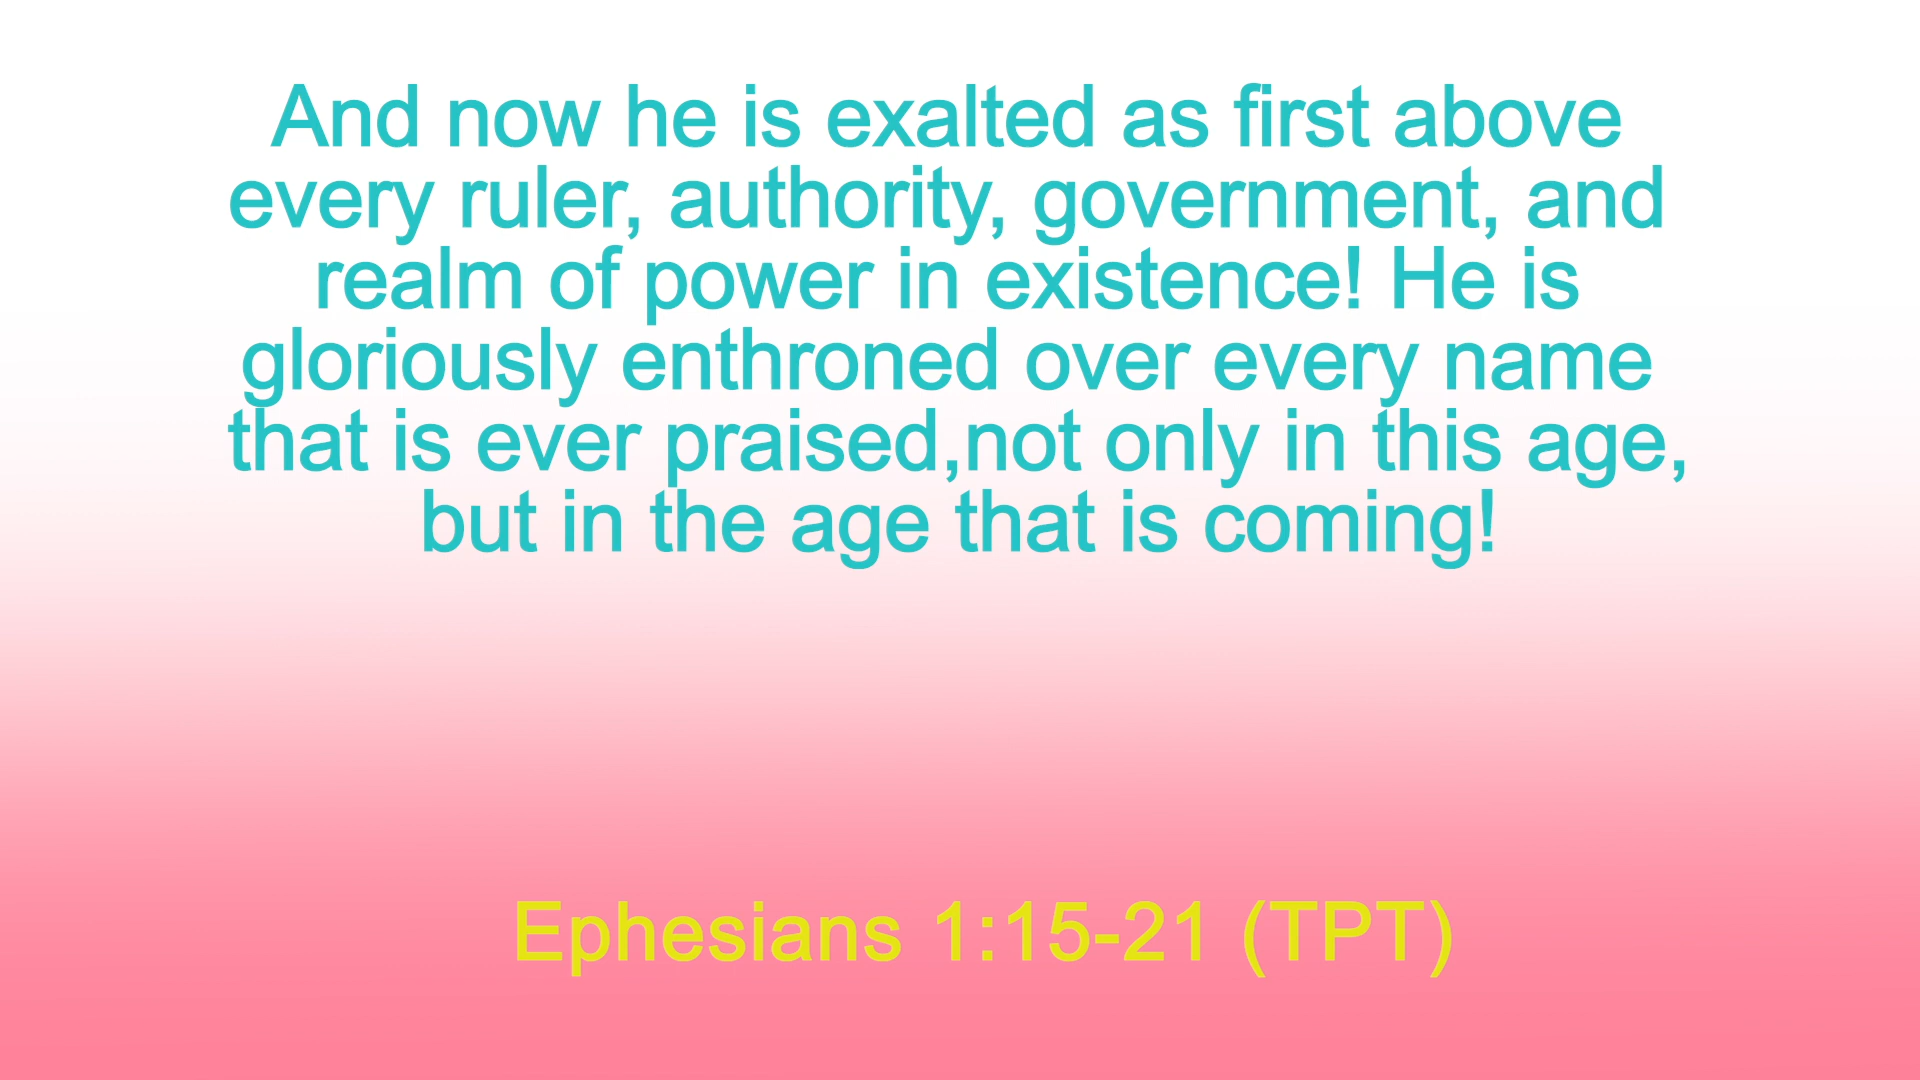 And now he is exalted as first above
every ruler, authority, government, and
realm of power in existence! He is
gloriously enthroned over every name
that is ever praised,not only in this age,
but in the age that is coming!
Ephesians 1:15-21 (TPT)